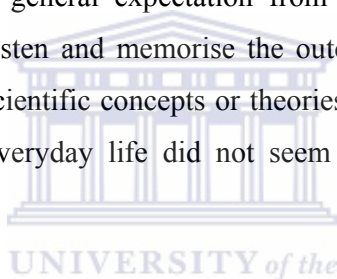 general expectation from
sten and memorise the outc
cientific concepts or theories
veryday life did not seem
UNIVERSITY of the